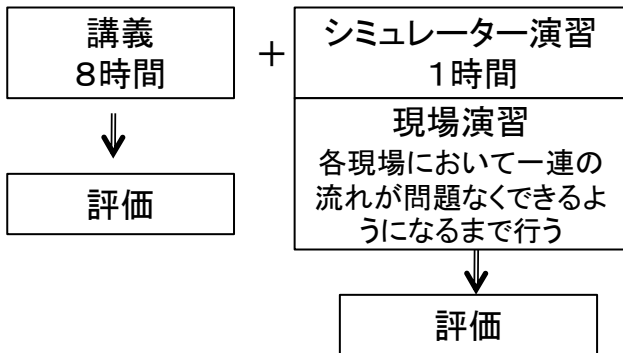 講義
８時間
評価
＋
シミュレーター演習
１時間
現場演習
各現場において一連の
流れが問題なくできるよ
うになるまで行う
評価